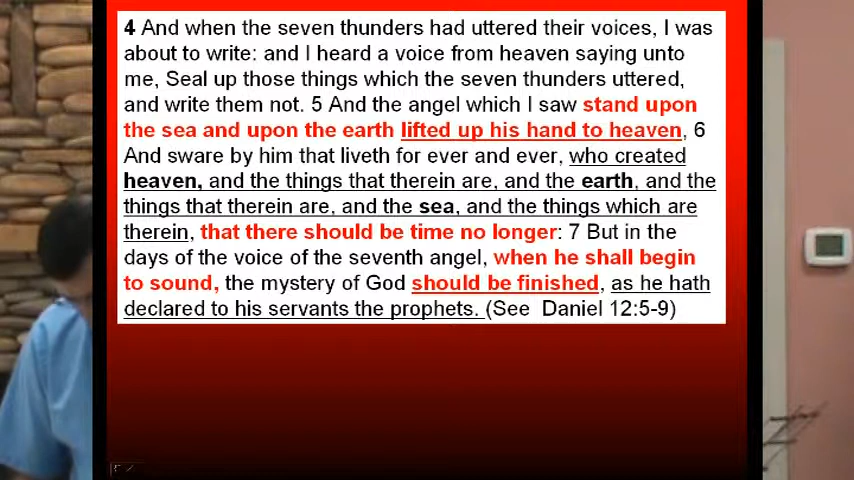 4 And when the seven thunders had uttered their voices, I was
about to write: and I heard a voice from heaven saying unto
me, Seal up those things which the seven thunders uttered,
and write them not. 5 And the angel which I saw stand upon
the sea and upon the earth lifted up his hand to heaven, 6
And sware by him that liveth for ever and ever, who created
heaven, and the things that therein are, and the earth, and the
things that therein are, and the sea, and the things which are
therein, that there should be time no longer: 7 But in the
days of the voice of the seventh angel, when he shall begin
to sound, the mystery of God should be finished, as he hath
declared to his servants the prophets. (See Daniel 12:5-9)